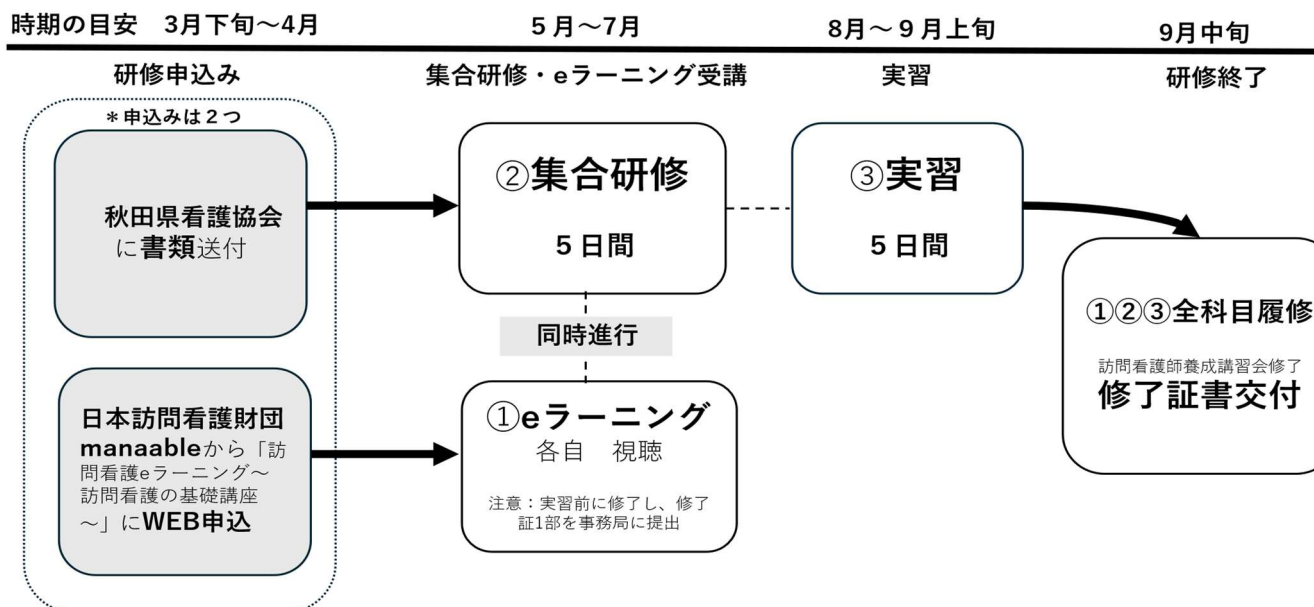 時期の目安　3月下旬～4月
５月～7月
8月～９月上旬
9月中旬
研修申込み
集合研修・eラーニング受講
実習
研修終了
＊申込みは２つ
秋田県看護協会
に書類送付
②集合研修
５日間
③実習
５日間
①②③全科目履修
訪問看護師養成講習会修了
修了証書交付
同時進行
日本訪問看護財団
manaableから「訪
問看護eラーニング～
訪問看護の基礎講座
～」にWEB申込
①eラーニング
各自　視聴
注意：実習前に修了し、修了
証1部を事務局に提出